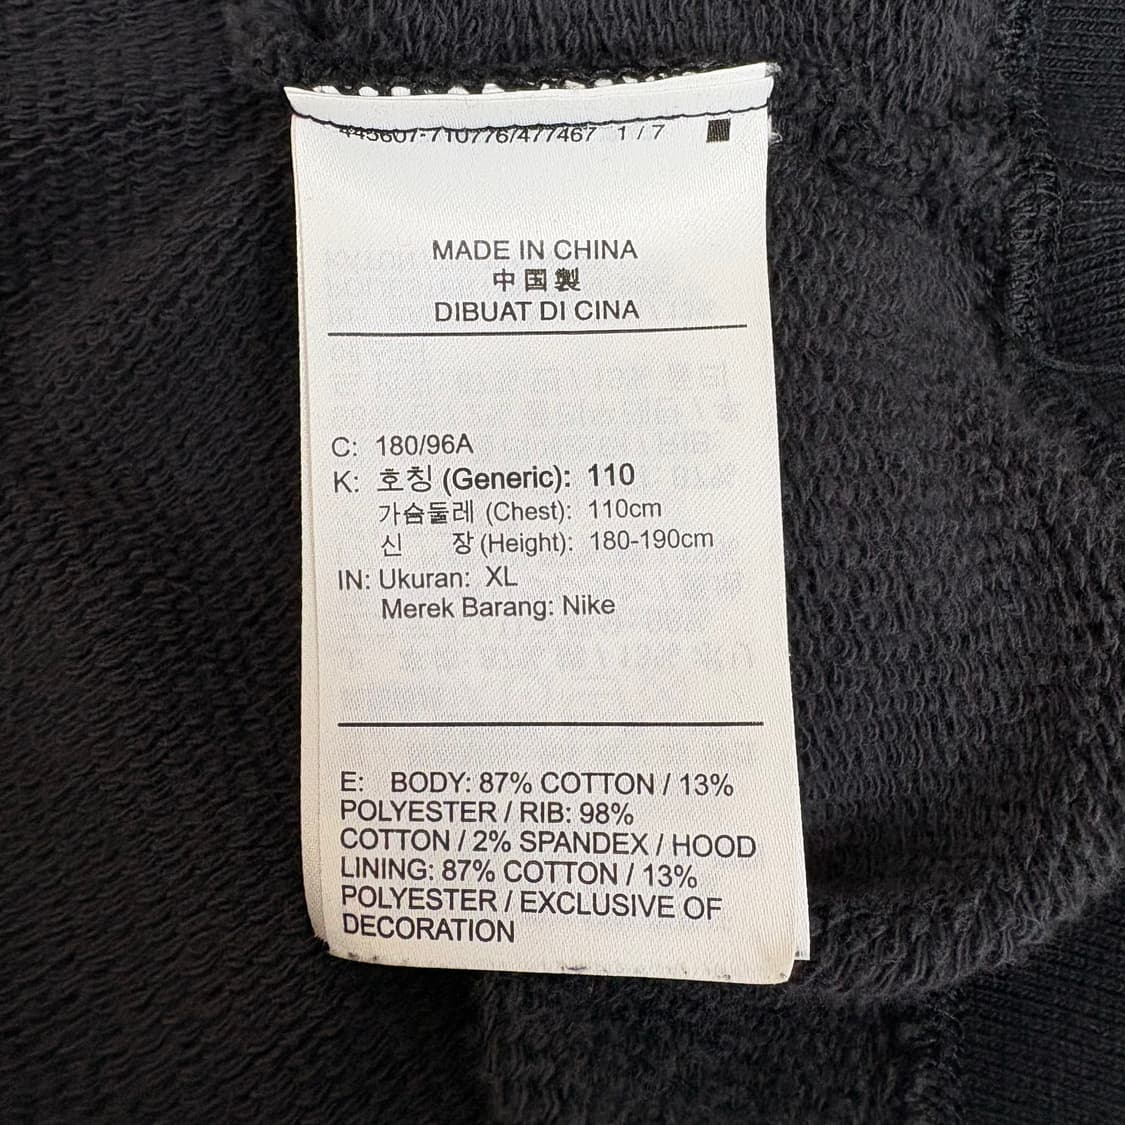 445607-710776/477467 1 / 7
MADE IN CHINA
中国製
DIBUAT DI CINA
C: 180/96A
K: 호칭 (Generic): 110
가슴둘레 (Chest): 110cm
신 장 (Height): 180-190cm
IN: Ukuran: XL
Merek Barang: Nike
E: BODY: 87% COTTON / 13%
POLYESTER / RIB: 98%
COTTON / 2% SPANDEX / HOOD
LINING: 87% COTTON / 13%
POLYESTER / EXCLUSIVE OF
DECORATION